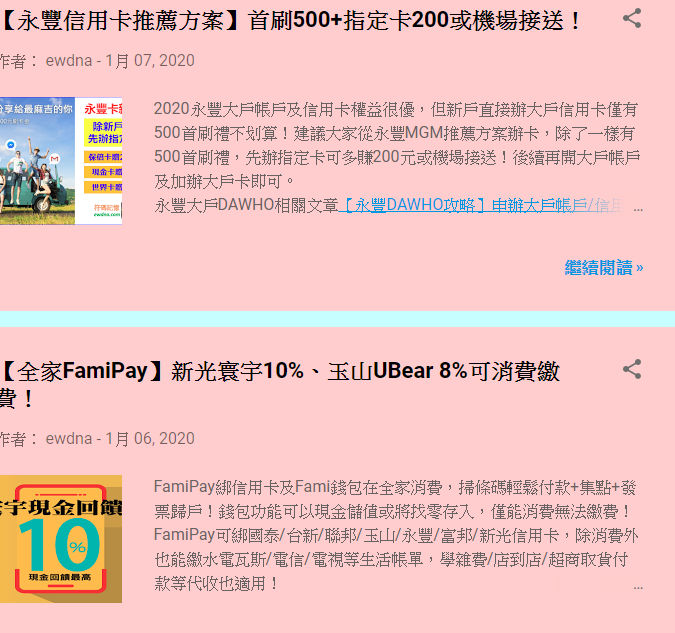 【永豐信用卡推薦方案】首刷500+指定卡200或機場接送！
作者： ewdna - 1月 07, 2020
分享給最麻吉的你
永豐卡
除新戶
先辦指定
保倍卡
現金卡
世界卡
符碼記憶
ewdna.com
2020永豐大戶帳戶及信用卡權益很優，但新戶直接辦大戶信用卡僅有
500首刷禮不划算！建議大家從永豐MGM推薦方案辦卡，除了一樣有
500首刷禮，先辦指定卡可多賺200元或機場接送！後續再開大戶帳戶
及加辦大戶卡即可。
永豐大戶DAWHO相關文章【永豐DAWHO攻略】申辦大戶帳戶/信用 ...
繼續閱讀 »
【全家FamiPay】新光寰宇10%、玉山UBear 8%可消費繳
費！
作者： ewdna - 1月 06, 2020
宇現金回饋
10%
現金回饋最高
FamiPay綁信用卡及Fami錢包在全家消費，掃條碼輕鬆付款+集點+發
票歸戶！錢包功能可以現金儲值或將找零存入，僅能消費無法繳費！
FamiPay可綁國泰/台新/聯邦/玉山/永豐/富邦/新光信用卡，除消費外
也能繳水電瓦斯/電信/電視等生活帳單，學雜費/店到店/超商取貨付
款等代收也適用！ ...